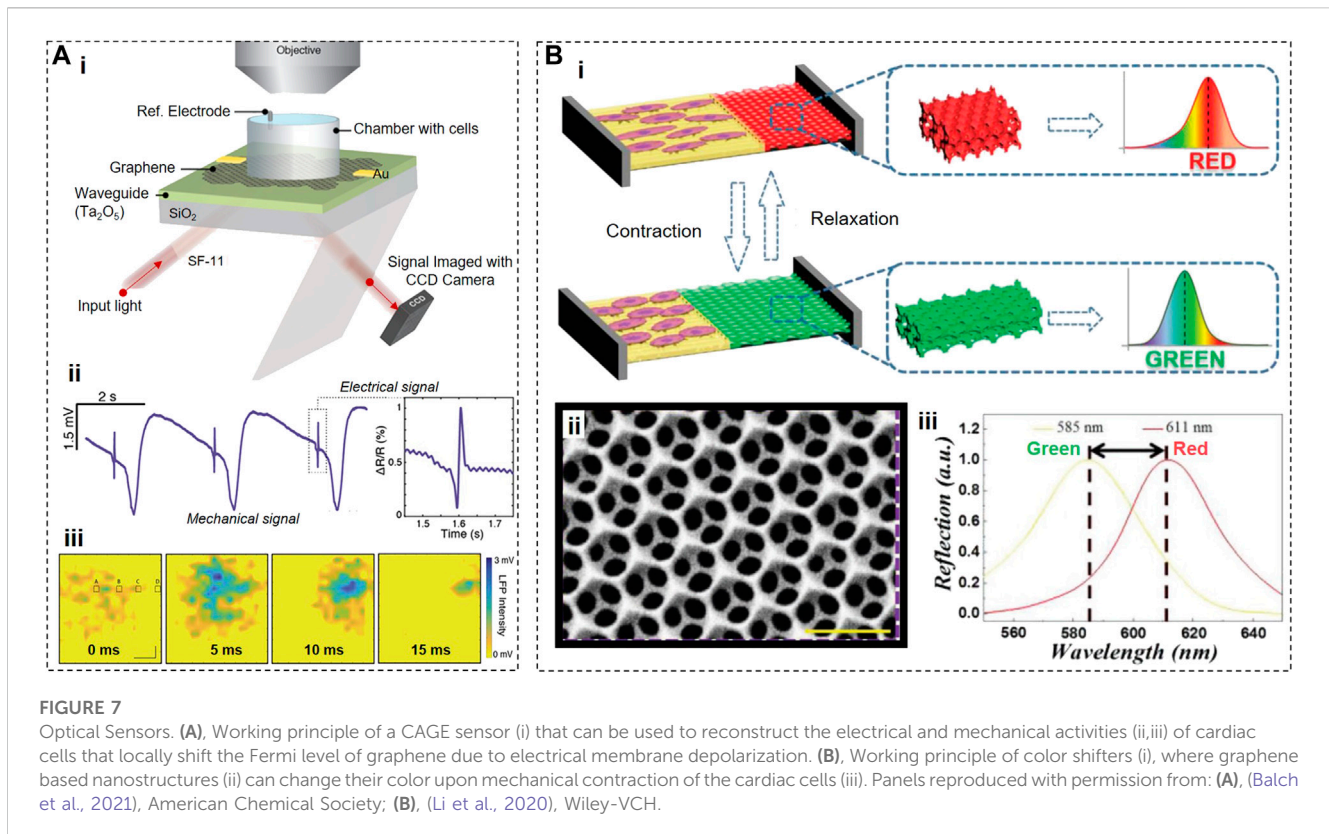 A
i
Objective
Ref. Electrode
Chamber with cells
Graphene
Au
Waveguide
(Ta₂O₅)
SiO₂
SF-11
Signal Imaged with
CCD Camera
Input light
CCD
ii
2 s
1.5 mV
Electrical signal
Mechanical signal
ΔR/R (%)
1
0.5
0
1.5
1.6
1.7
Time (s)
iii
A B C D
0 ms
5 ms
10 ms
15 ms
3 mV
LFP Intensity
0 mV
B
i
RED
Contraction
Relaxation
GREEN
ii
iii
585 nm
611 nm
Green
Red
Reflection (a.u.)
1.2
1.0
0.8
0.6
0.4
0.2
0.0
560 580 600 620 640
Wavelength (nm)
FIGURE 7
Optical Sensors. (A), Working principle of a CAGE sensor (i) that can be used to reconstruct the electrical and mechanical activities (ii,iii) of cardiac
cells that locally shift the Fermi level of graphene due to electrical membrane depolarization. (B), Working principle of color shifters (i), where graphene
based nanostructures (ii) can change their color upon mechanical contraction of the cardiac cells (iii). Panels reproduced with permission from: (A), (Balch
et al., 2021), American Chemical Society; (B), (Li et al., 2020), Wiley-VCH.